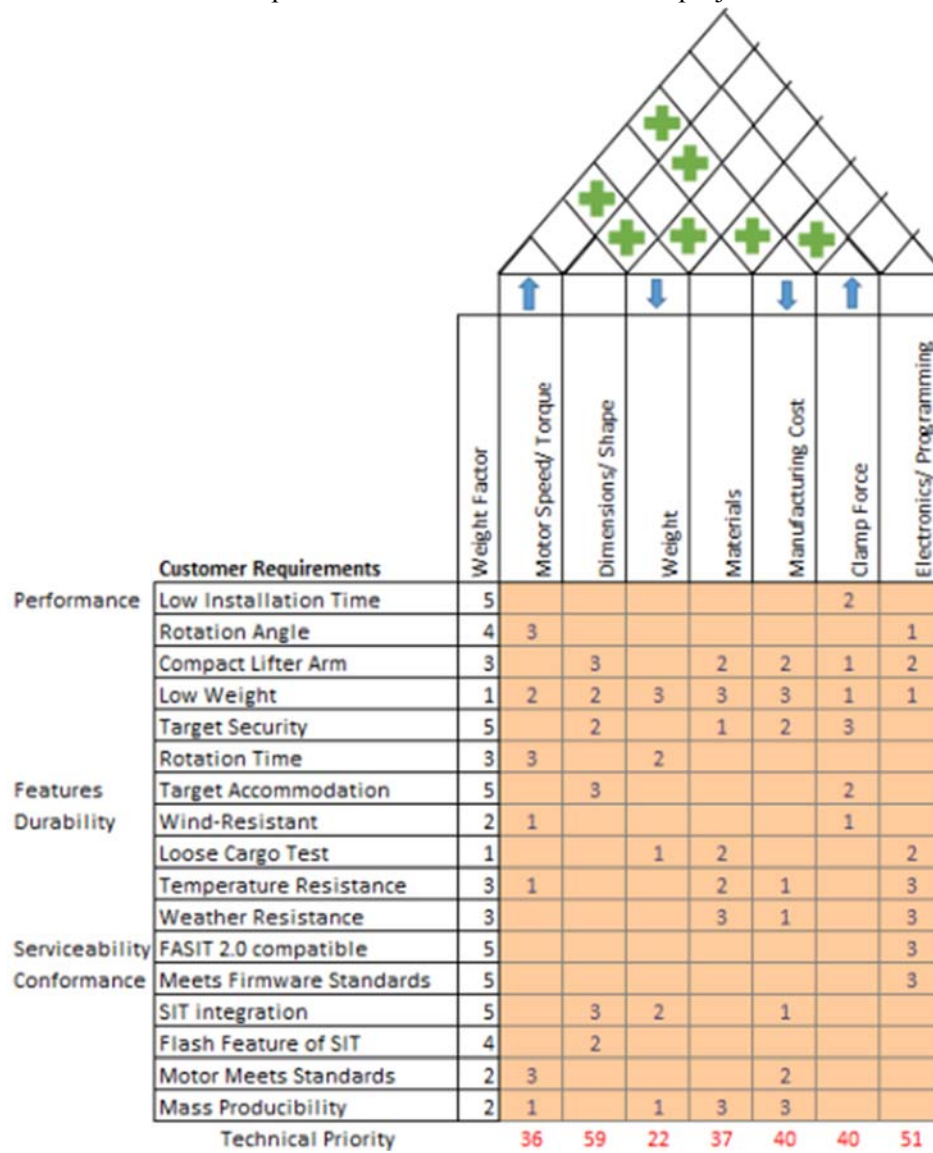 Weight Factor
Motor Speed/ Torque
Dimensions/ Shape
Weight
Materials
Manufacturing Cost
Clamp Force
Electronics/ Programming
Customer Requirements
Performance Low Installation Time 5 2
Rotation Angle 4 3 1
Compact Lifter Arm 3 3 2 2 1 2
Low Weight 1 2 2 3 3 3 1 1
Target Security 5 2 1 2 3
Rotation Time 3 3 2
Features Target Accommodation 5 3 2
Durability Wind-Resistant 2 1 1
Loose Cargo Test 1 1 2 2
Temperature Resistance 3 1 2 1 3
Weather Resistance 3 3 1 3
Serviceability FASIT 2.0 compatible 5 3
Conformance Meets Firmware Standards 5 3
SIT integration 5 3 2 1
Flash Feature of SIT 4 2
Motor Meets Standards 2 3 2
Mass Producibility 2 1 1 3 3
Technical Priority 36 59 22 37 40 40 51